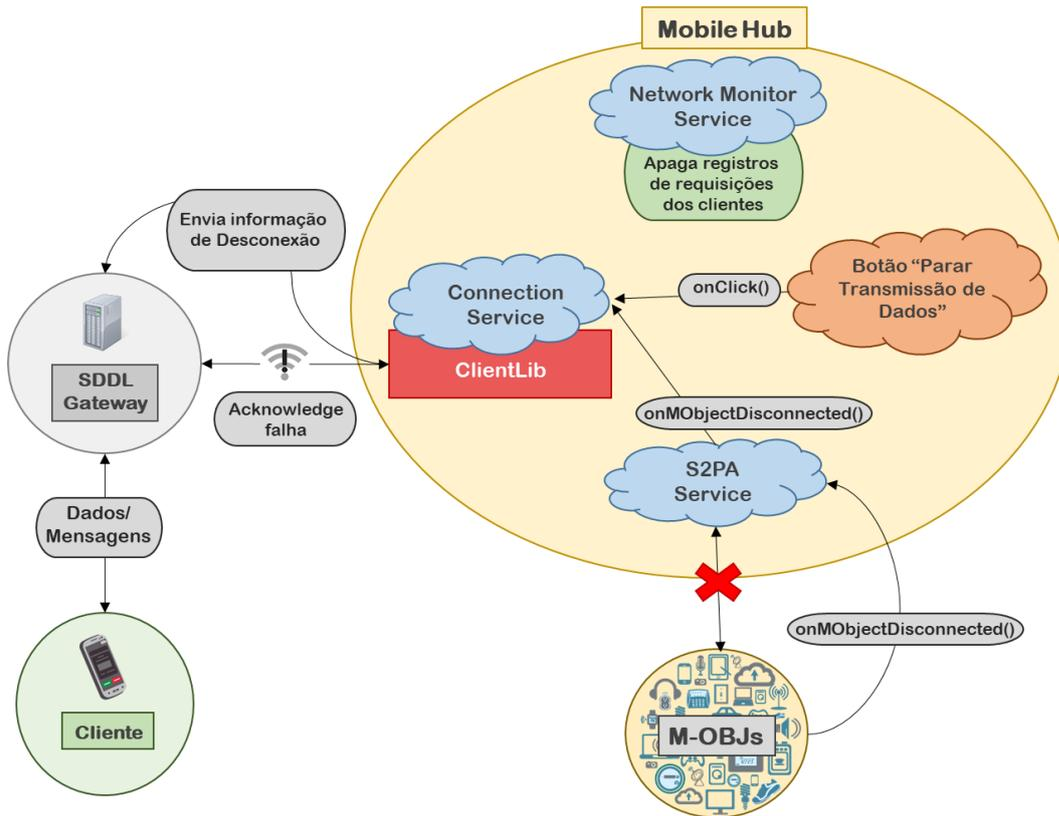 Mobile Hub
Network Monitor
Service
Apaga registros
de requisições
dos clientes
Envia informação
de Desconexão
Botão “Parar
Transmissão de
Dados”
onClick()
Connection
Service
ClientLib
SDDL
Gateway
Acknowledge
falha
onMObjectDisconnected()
S2PA
Service
Dados/
Mensagens
onMObjectDisconnected()
Cliente
M-OBJs